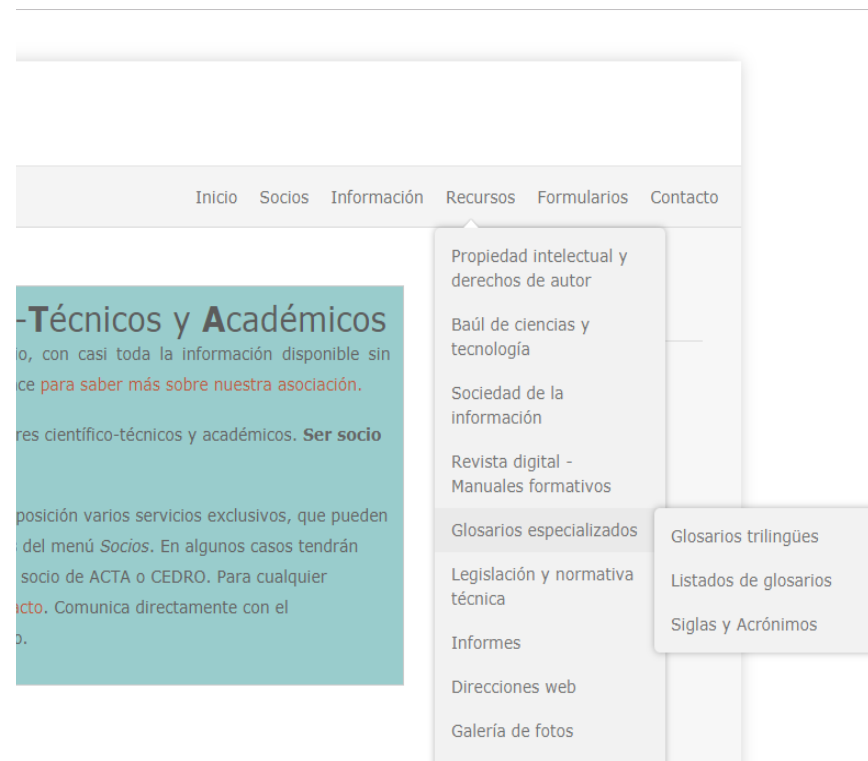 Inicio Socios Información Recursos Formularios Contacto
Propiedad intelectual y
derechos de autor
Baúl de ciencias y
tecnología
Sociedad de la
información
Revista digital -
Manuales formativos
Glosarios especializados
Legislación y normativa
técnica
Informes
Direcciones web
Galería de fotos
Glosarios trilingües
Listados de glosarios
Siglas y Acrónimos
-Técnicos y Académicos
io, con casi toda la información disponible sin
ce para saber más sobre nuestra asociación.
res científico-técnicos y académicos. Ser socio
posición varios servicios exclusivos, que pueden
del menú Socios. En algunos casos tendrán
socio de ACTA o CEDRO. Para cualquier
acto. Comunica directamente con el
o.